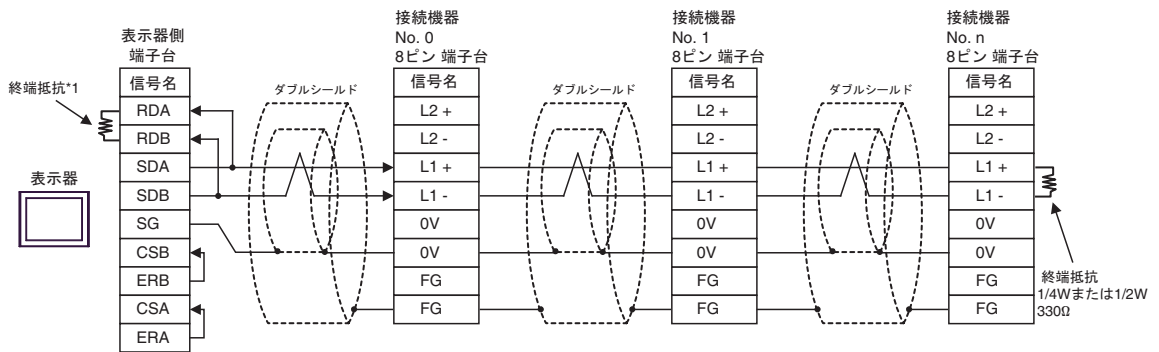 終端抵抗*1
表示器
表示器側
端子台
信号名
RDA
RDB
SDA
SDB
SG
CSB
ERB
CSA
ERA
ダブルシールド
接続機器
No. 0
8ピン 端子台
信号名
L2 +
L2 -
L1 +
L1 -
0V
0V
FG
FG
ダブルシールド
接続機器
No. 1
8ピン 端子台
信号名
L2 +
L2 -
L1 +
L1 -
0V
0V
FG
FG
ダブルシールド
接続機器
No. n
8ピン 端子台
信号名
L2 +
L2 -
L1 +
L1 -
0V
0V
FG
FG
終端抵抗
1/4Wまたは1/2W
330Ω